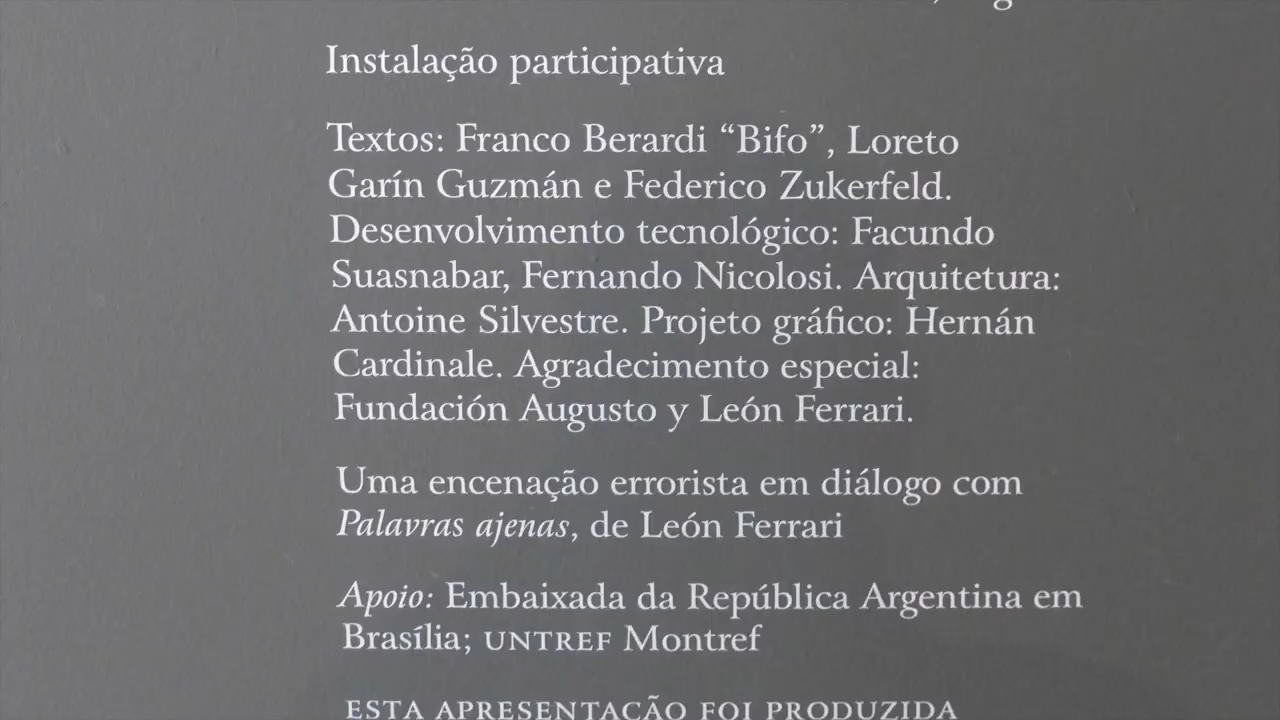 Instalação participativa
Textos: Franco Berardi “Bifo”, Loreto
Garín Guzmán e Federico Zukerfeld.
Desenvolvimento tecnológico: Facundo
Suasnabar, Fernando Nicolosi. Arquitetura:
Antoine Silvestre. Projeto gráfico: Hernán
Cardinale. Agradecimento especial:
Fundación Augusto y León Ferrari.
Uma encenação errorista em diálogo com
Palavras ajenas, de León Ferrari
Apoio: Embaixada da República Argentina em
Brasília; UNTREF Montref
ESTA APRESENTAÇÃO FOI PRODUZIDA